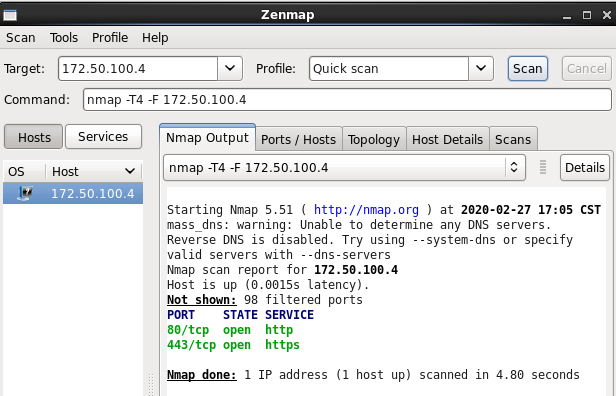 Zenmap
Scan Tools Profile Help
Target: 172.50.100.4 Profile: Quick scan Scan Cancel
Command: nmap -T4 -F 172.50.100.4
Hosts Services Nmap Output Ports / Hosts Topology Host Details Scans
OS Host nmap -T4 -F 172.50.100.4 Details
172.50.100.4
Starting Nmap 5.51 ( http://nmap.org ) at 2020-02-27 17:05 CST
mass_dns: warning: Unable to determine any DNS servers.
Reverse DNS is disabled. Try using --system-dns or specify
valid servers with --dns-servers
Nmap scan report for 172.50.100.4
Host is up (0.0015s latency).
Not shown: 98 filtered ports
PORT STATE SERVICE
80/tcp open http
443/tcp open https
Nmap done: 1 IP address (1 host up) scanned in 4.80 seconds